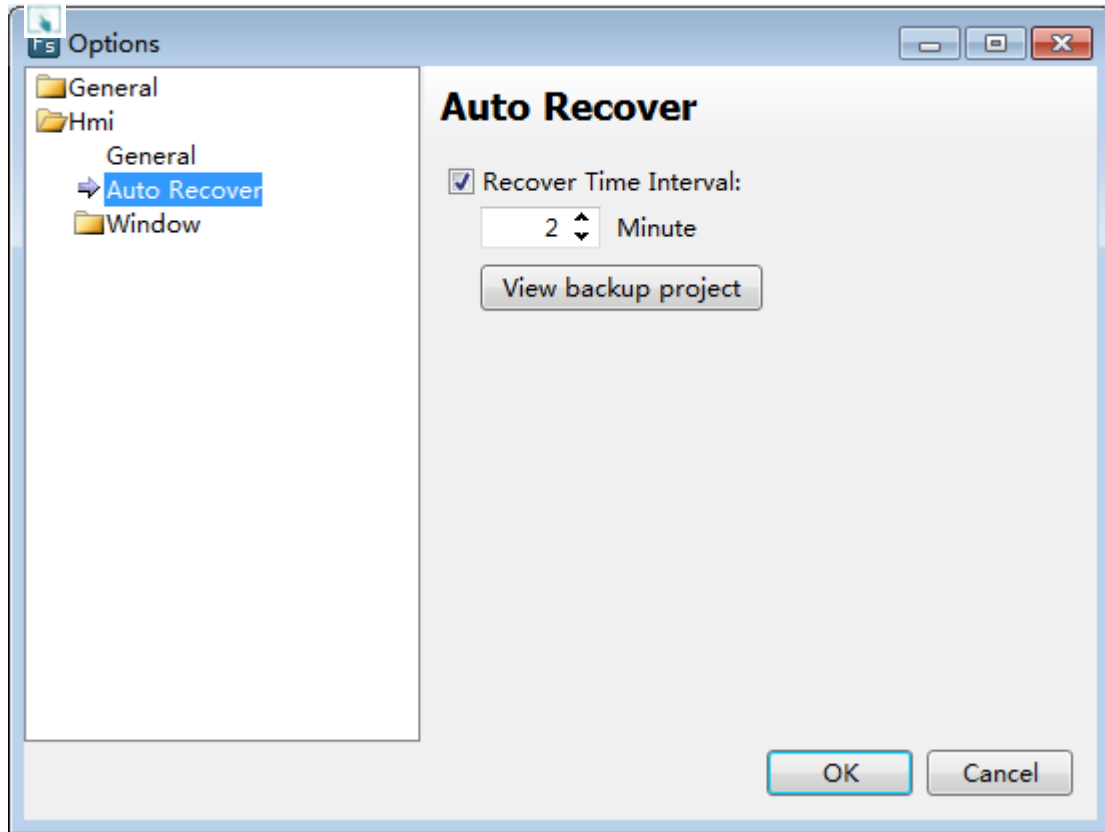 Fs Options
General
Hmi
General
Auto Recover
Window
Auto Recover
Recover Time Interval:
2 Minute
View backup project
OK Cancel